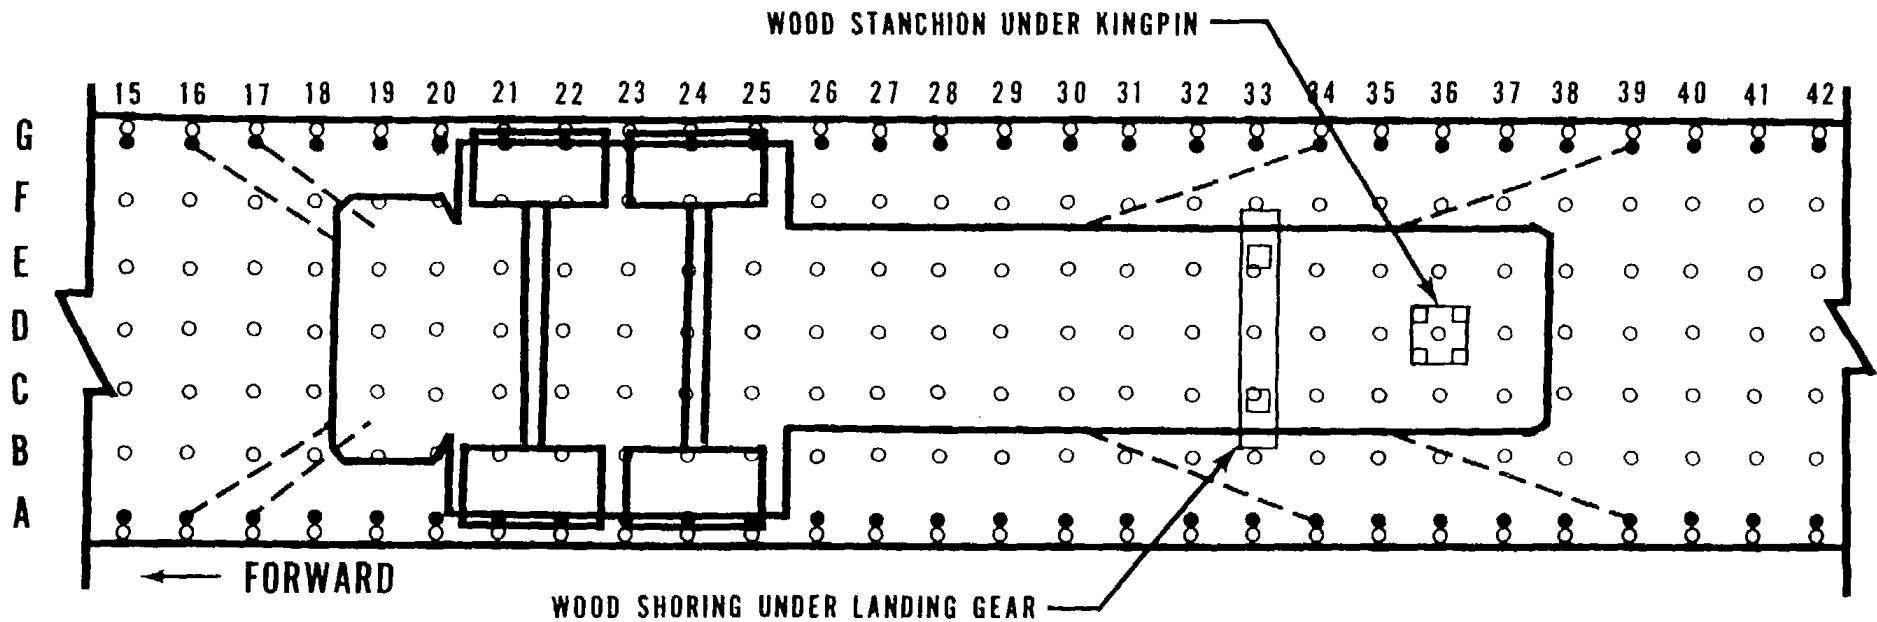 WOOD STANCHION UNDER KINGPIN
15 16 17 18 19 20 21 22 23 24 25 26 27 28 29 30 31 32 33 34 35 36 37 38 39 40 41 42
G
F
E
D
C
B
A
FORWARD
WOOD SHORING UNDER LANDING GEAR